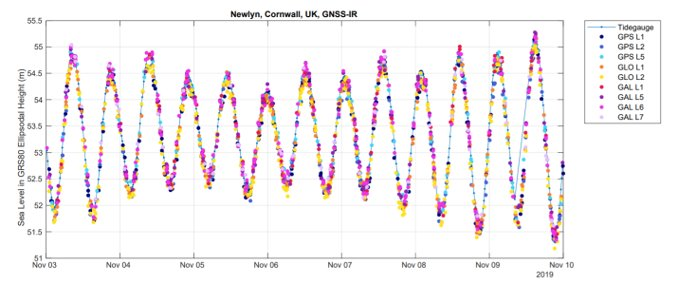 Newlyn, Cornwall, UK, GNSS-IR
Sea Level in GRS80 Ellipsoidal Height (m)
55.5
55
54.5
54
53.5
53
52.5
52
51.5
51
Nov 03
Nov 04
Nov 05
Nov 06
Nov 07
Nov 08
Nov 09
Nov 10
2019
Tidegauge
GPS L1
GPS L2
GPS L5
GLO L1
GLO L2
GAL L1
GAL L5
GAL L6
GAL L7